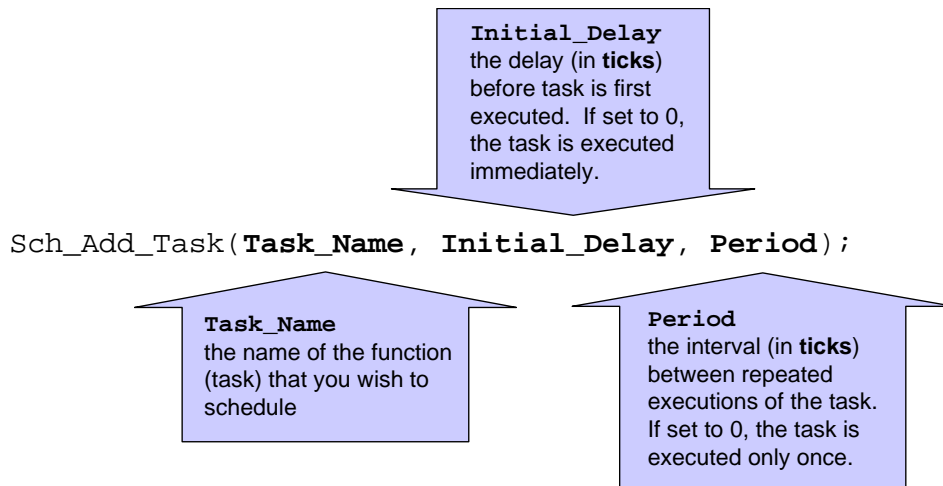 Initial_Delay
the delay (in ticks)
before task is first
executed. If set to 0,
the task is executed
immediately.
Sch_Add_Task(Task_Name, Initial_Delay, Period);
Task_Name
the name of the function
(task) that you wish to
schedule
Period
the interval (in ticks)
between repeated
executions of the task.
If set to 0, the task is
executed only once.